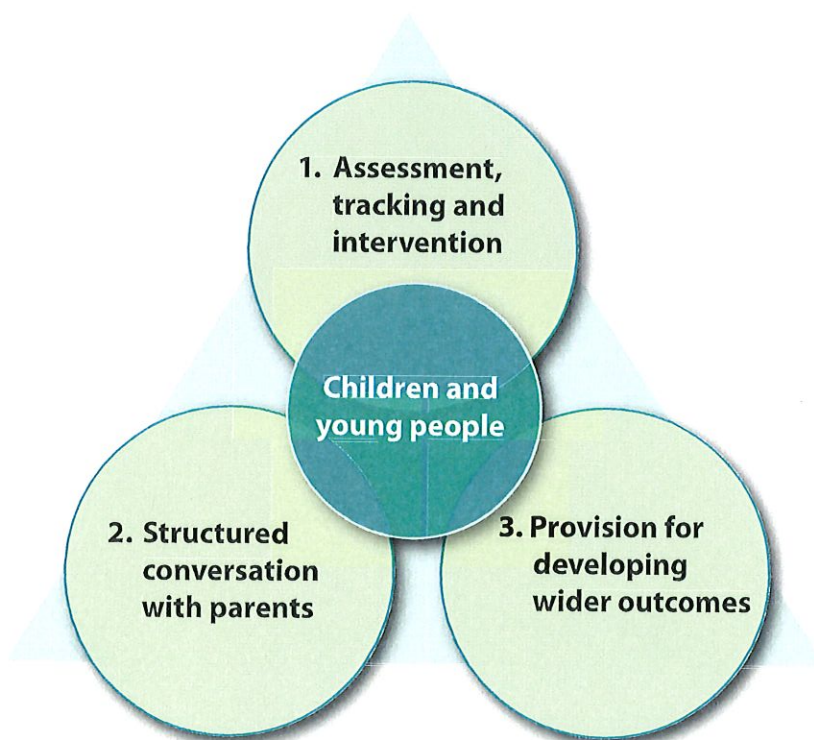 1. Assessment,
tracking and
intervention
Children and
young people
2. Structured
conversation
with parents
3. Provision for
developing
wider outcomes